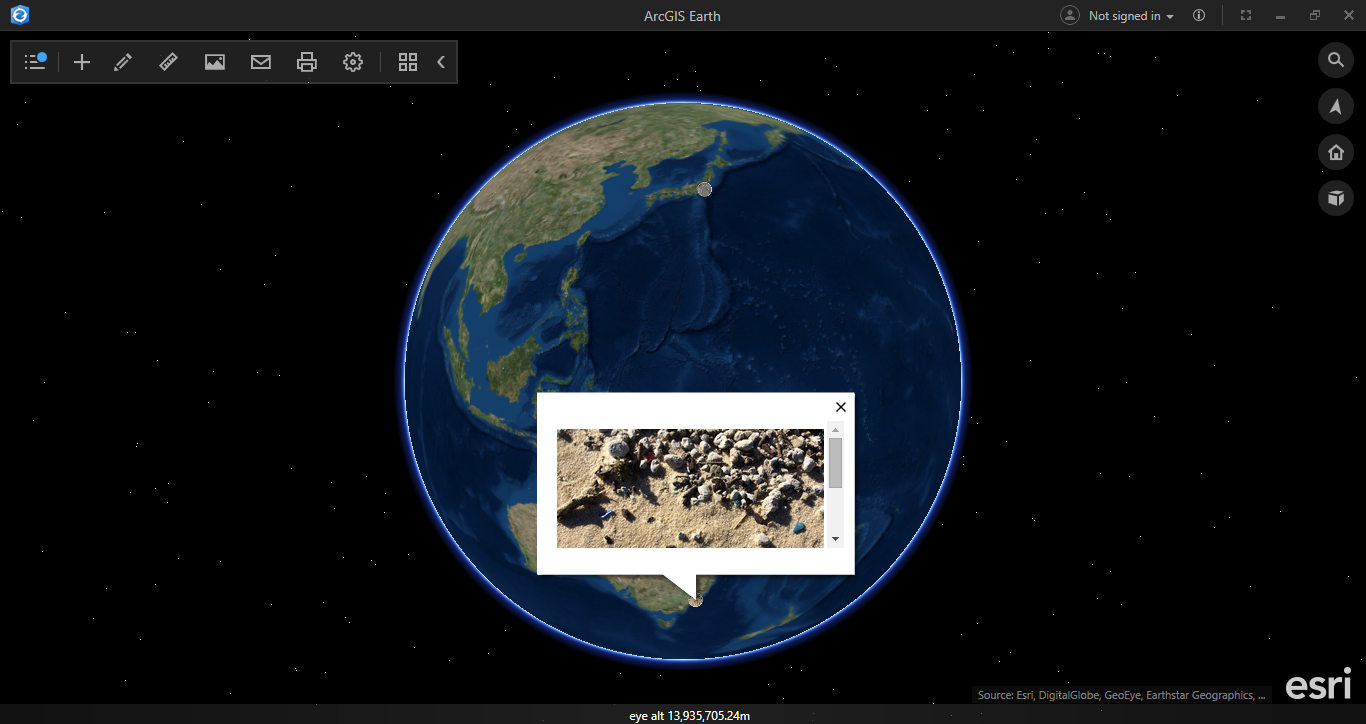 ArcGIS Earth
Not signed in
Source: Esri, DigitalGlobe, GeoEye, Earthstar Geographics, ...
esri
eye alt 13,935,705.24m